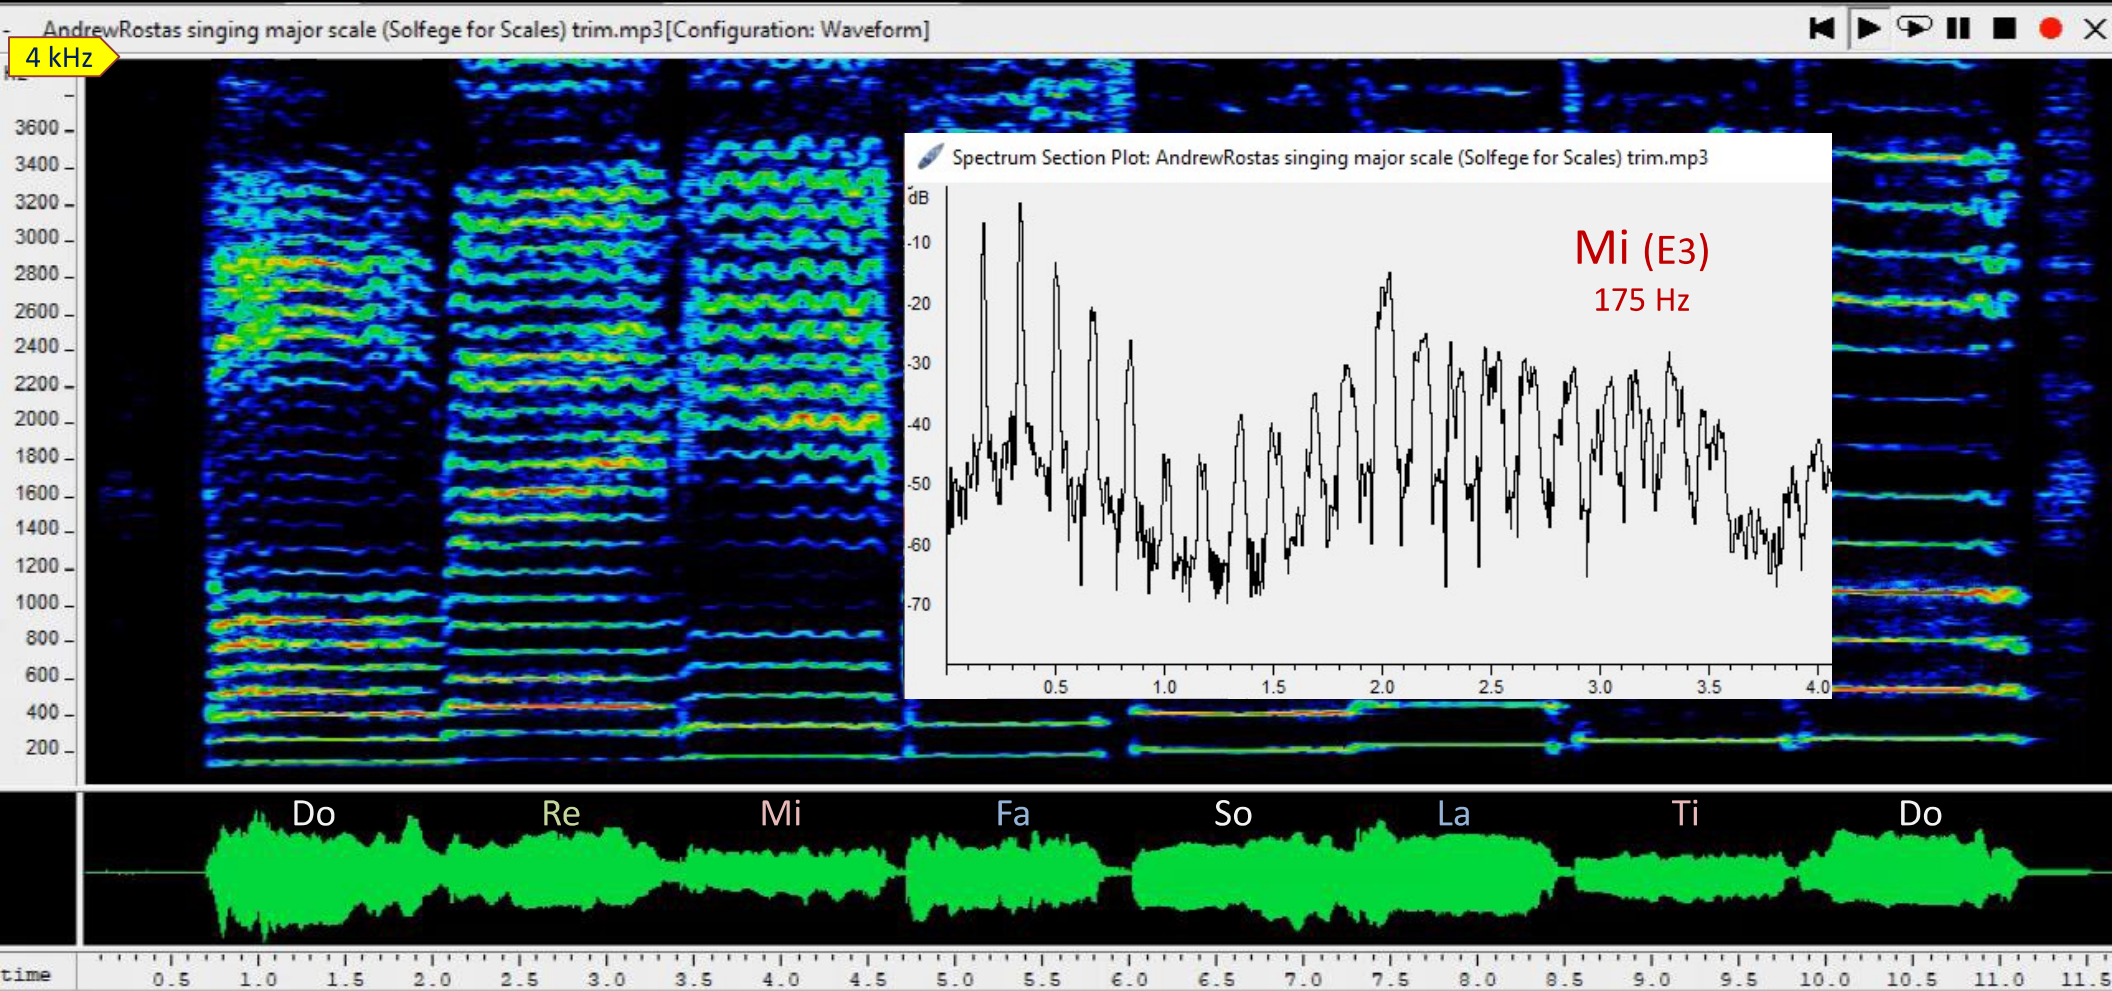 - AndrewRostas singing major scale (Solfege for Scales) trim.mp3[Configuration: Waveform]
4 kHz
3600
3400
3200
3000
2800
2600
2400
2200
2000
1800
1600
1400
1200
1000
800
600
400
200
Spectrum Section Plot: AndrewRostas singing major scale (Solfege for Scales) trim.mp3
dB
-10
-20
-30
-40
-50
-60
-70
Mi (E3)
175 Hz
0.5 1.0 1.5 2.0 2.5 3.0 3.5 4.0
Do Re Mi Fa So La Ti Do
time 0.5 1.0 1.5 2.0 2.5 3.0 3.5 4.0 4.5 5.0 5.5 6.0 6.5 7.0 7.5 8.0 8.5 9.0 9.5 10.0 10.5 11.0 11.5